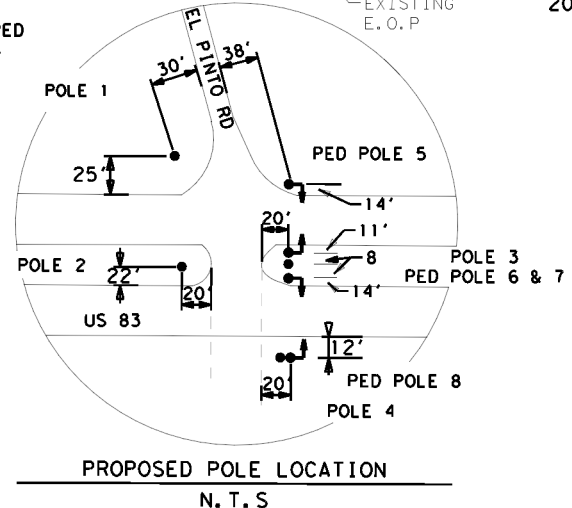 EXISTING
E.O.P
20
PED
EL PINTO RD
30'
38'
POLE 1
PED POLE 5
25'
14'
20'
11'
8
POLE 3
PED POLE 6 & 7
POLE 2
22'
20'
14'
US 83
12'
20'
PED POLE 8
POLE 4
PROPOSED POLE LOCATION
N.T.S